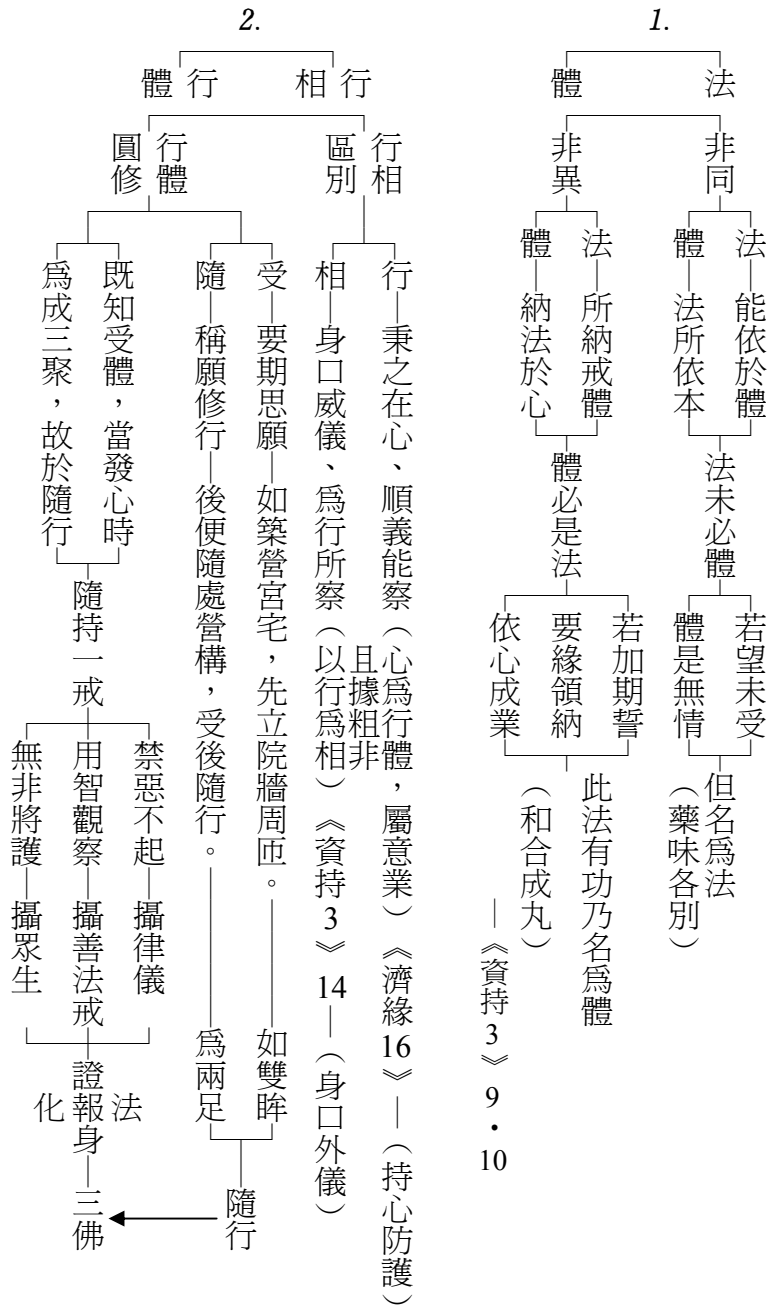 1.
法
體
非同
非異
法—能依於體
體—法所依本
法—所納戒體
體—納法於心
法未必體
體必是法
若望未受
體是無情
若加期誓
要緣領納
依心成業
但名爲法
（藥味各別）
此法有功乃名爲體
（和合成丸）
—《資持3》9・10
2.
行相
行體
行相
區別
行體
圓修
行—秉之在心、順義能察（心爲行體，屬意業）《濟緣16》—（持心防護）
且據粗非
相—身口威儀、爲行所察（以行爲相）《資持3》14—（身口外儀）
受—要期思願—如築營宮宅，先立院牆周匝。—如雙眸
隨—稱願修行—後便隨處營構，受後隨行。—爲兩足
隨行
既知受體，當發心時
爲成三聚，故於隨行
隨持一戒
禁惡不起—攝律儀
用智觀察—攝善法戒
無非將護—攝眾生
法
證報身—三佛
化